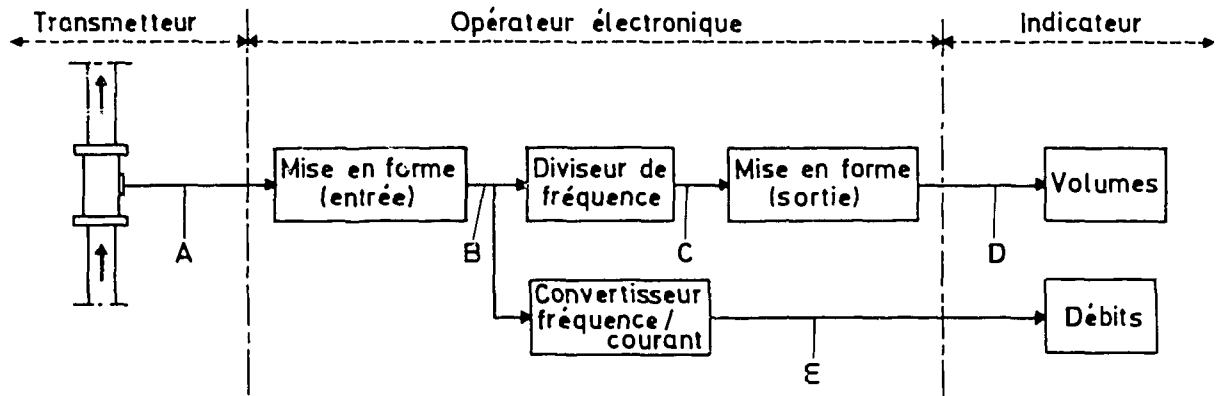 Transmetteur
Opérateur électronique
Indicateur
Mise en forme
(entrée)
Diviseur de
fréquence
Mise en forme
(sortie)
Volumes
A
B
C
D
Convertisseur
fréquence/
courant
Débits
E